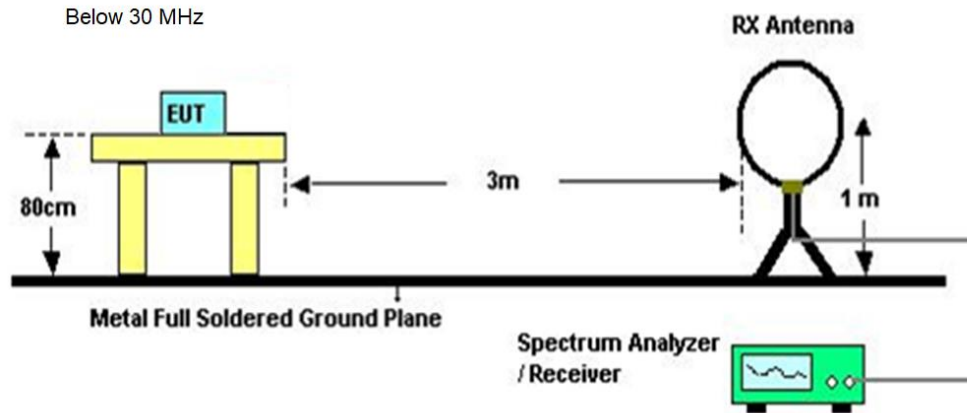 Below 30 MHz
RX Antenna
EUT
3m
80cm
1 m
Metal Full Soldered Ground Plane
Spectrum Analyzer
/ Receiver